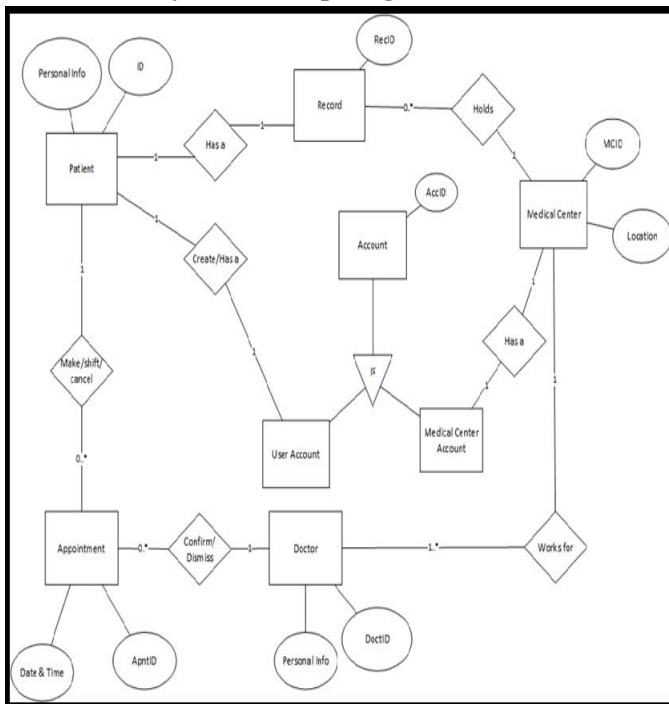 RecID
Personal Info
ID
Record
0..*
Holds
Has a
1
1
1
MCID
Patient
Medical Center
AccID
1
Location
Account
Create/Has a
1
1
Has a
Make/shift/
cancel
1
1
1
IS
User Account
Medical Center
Account
0..*
Appointment
0..*
Confirm/
Dismiss
1
Doctor
1..*
Works for
Date & Time
ApntID
Personal Info
DoctID